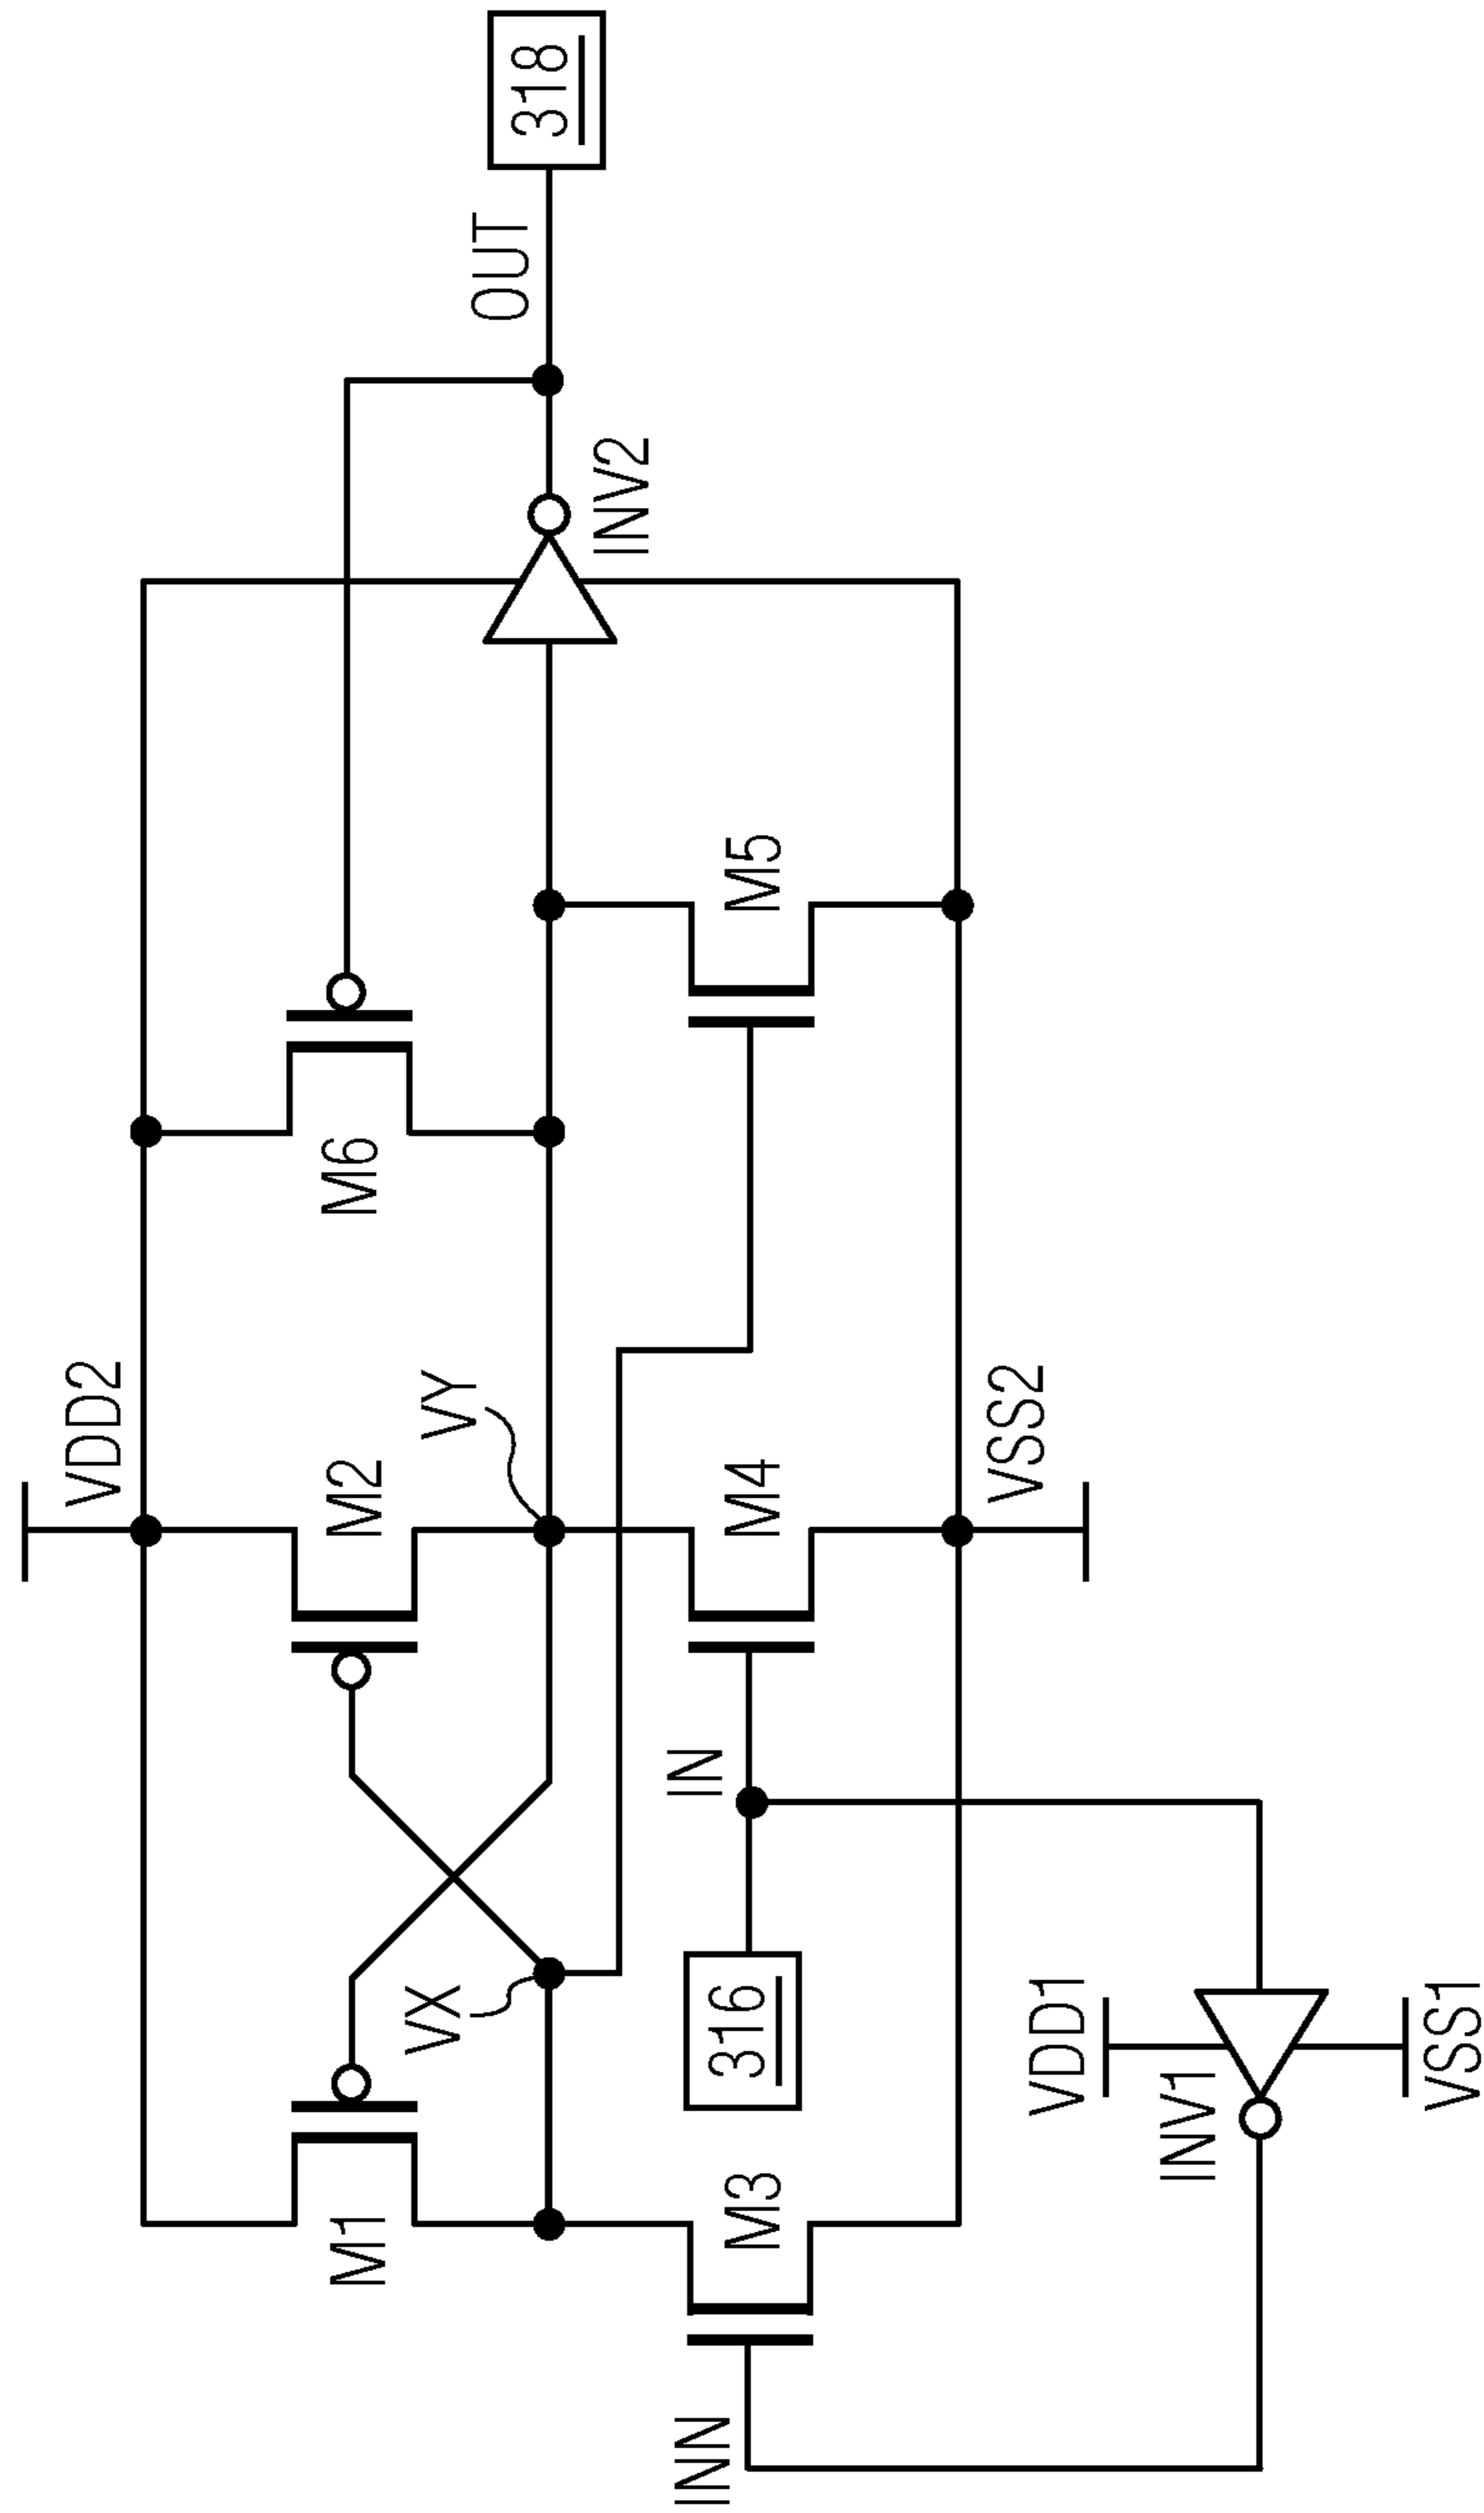 VDD2
M1
M2
M6
VX
VY
OUT
318
INV2
INN
M3
316
IN
M4
M5
VSS2
VDD1
INV1
VSS1